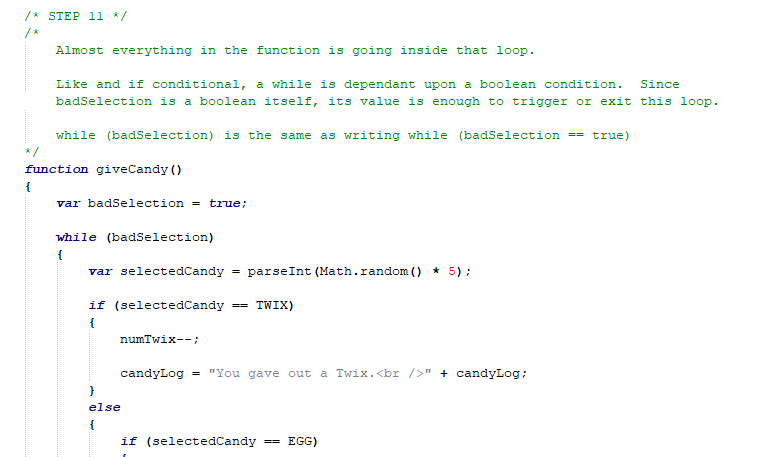 /* STEP 11 */
/*
Almost everything in the function is going inside that loop.
Like and if conditional, a while is dependant upon a boolean condition.  Since
badSelection is a boolean itself, its value is enough to trigger or exit this loop.
while (badSelection) is the same as writing while (badSelection == true)
*/
function giveCandy()
{
var badSelection = true;
while (badSelection)
{
var selectedCandy = parseInt(Math.random() * 5);
if (selectedCandy == TWIX)
{
numTwix--;
candyLog = "You gave out a Twix.<br />" + candyLog;
}
else
{
if (selectedCandy == EGG)